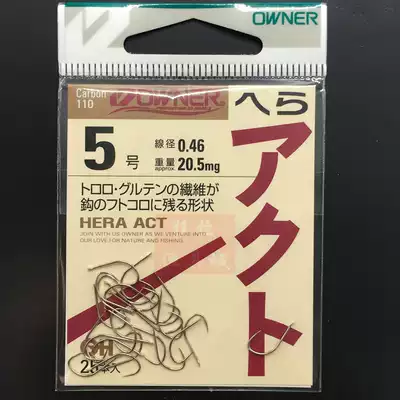 OWNER
Carbon
110
OWNER
へら
アクト
5号
線径 0.46
重量 approx 20.5mg
トロロ・グルテンの繊維が
鈎のフトコロに残る形状
HERA ACT
JOIN WITH US OWNER AS WE VENTURE INTO
OUR LOVE FOR NATURE AND FISHING.
25本入